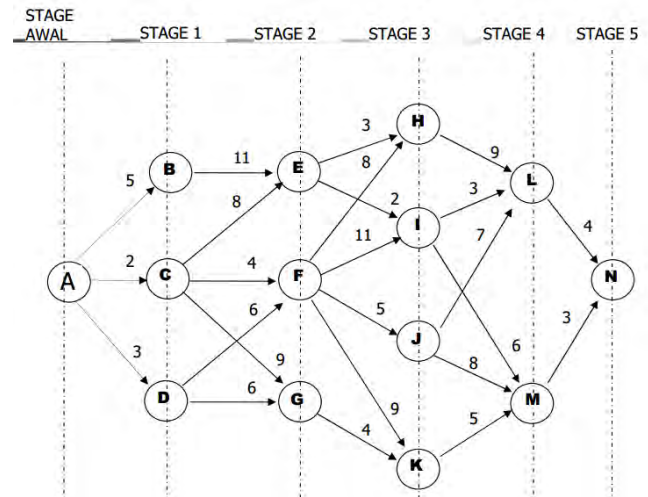 STAGE
AWAL
STAGE 1
STAGE 2
STAGE 3
STAGE 4
STAGE 5
H
3
9
8
B
11
E
L
5
8
2
3
I
4
11
7
2
4
A
C
F
N
6
5
3
J
6
3
9
8
D
6
G
9
M
4
5
K